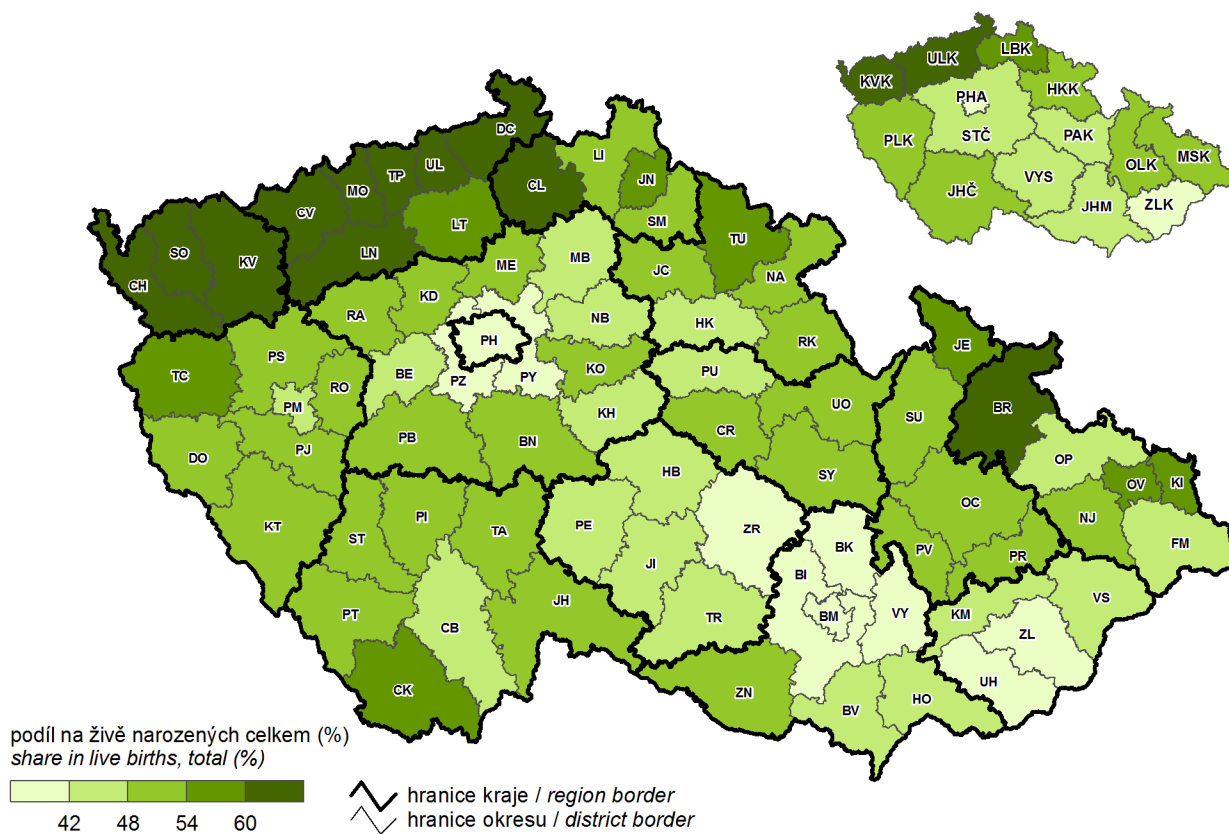 ULK
LBK
KVK
HKK
PHA
STČ
PLK
PAK
OLK
MSK
VYS
JHČ
JHM
ZLK
DC
UL
TP
MO
CV
LT
CL
LI
JN
SM
SO
KV
CH
LN
TU
NA
ME
MB
JC
RA
KD
HK
NB
RK
PH
JE
TC
PS
RO
BE
PZ
PY
KO
PU
PM
KH
UO
SU
BR
DO
PJ
PB
BN
CR
SY
OP
OV
KI
KT
HB
OC
NJ
FM
ST
PI
TA
PE
ZR
BK
PV
PR
JI
BI
PT
CB
JH
TR
BM
VY
KM
VS
ZL
CK
ZN
BV
HO
UH
podíl na živě narozených celkem (%)
share in live births, total (%)
42 48 54 60
hranice kraje / region border
hranice okresu / district border